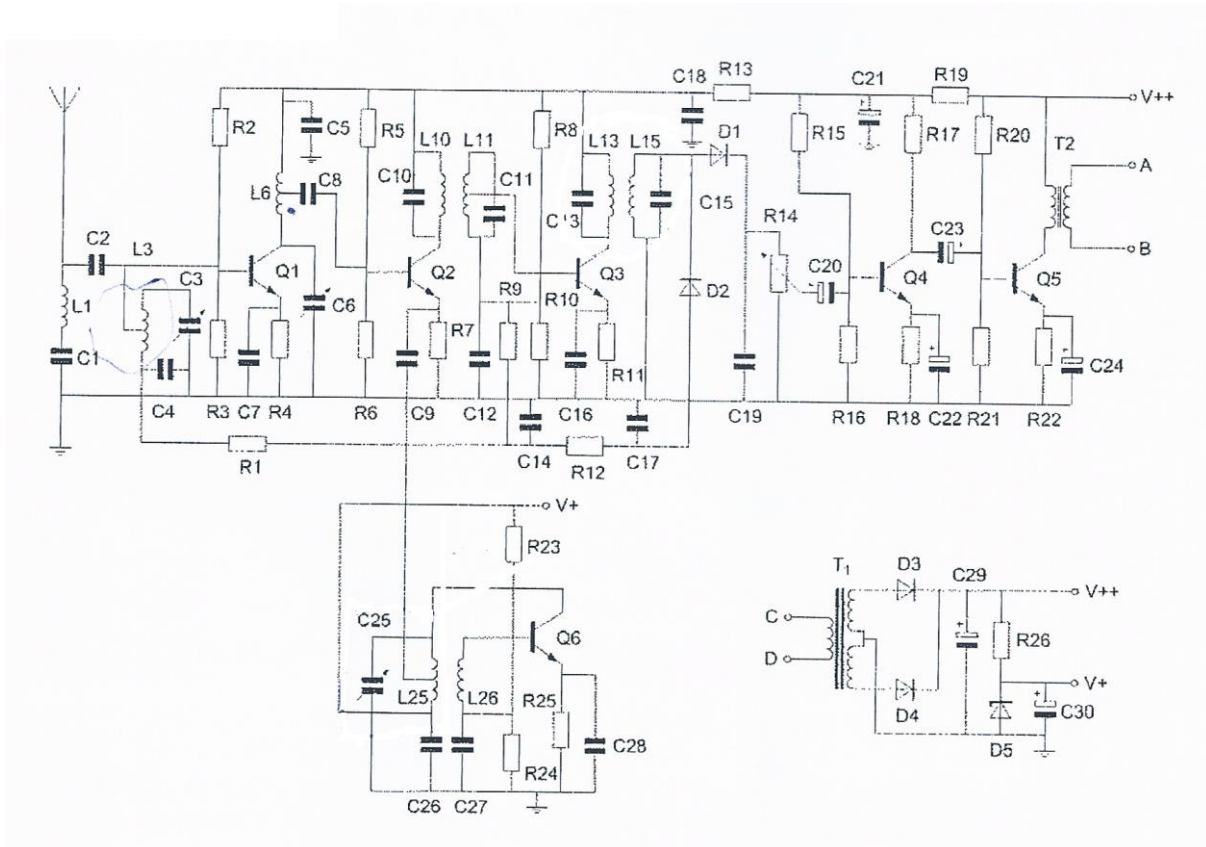 C18 R13 C21 R19
V++
R2 C5 R5 L10 L11 R8 L13 L15 D1 R15 R17 R20 T2
L6 C8 C10 C11 C13 C15 A
R14 C23
C2 L3 C20 B
C3 Q1 C6 Q2 Q3 D2 Q4 Q5
L1 R9 R10
C1 R7 R11 C24
C4 R3 C7 R4 R6 C9 C12 C16 C19 R16 R18 C22 R21 R22
R1 C14 R12 C17
V+
R23
T1 D3 C29 V++
C25 Q6 C R26
D
L25 L26 R25 V+
D4 C30
C28 D5
R24
C26 C27